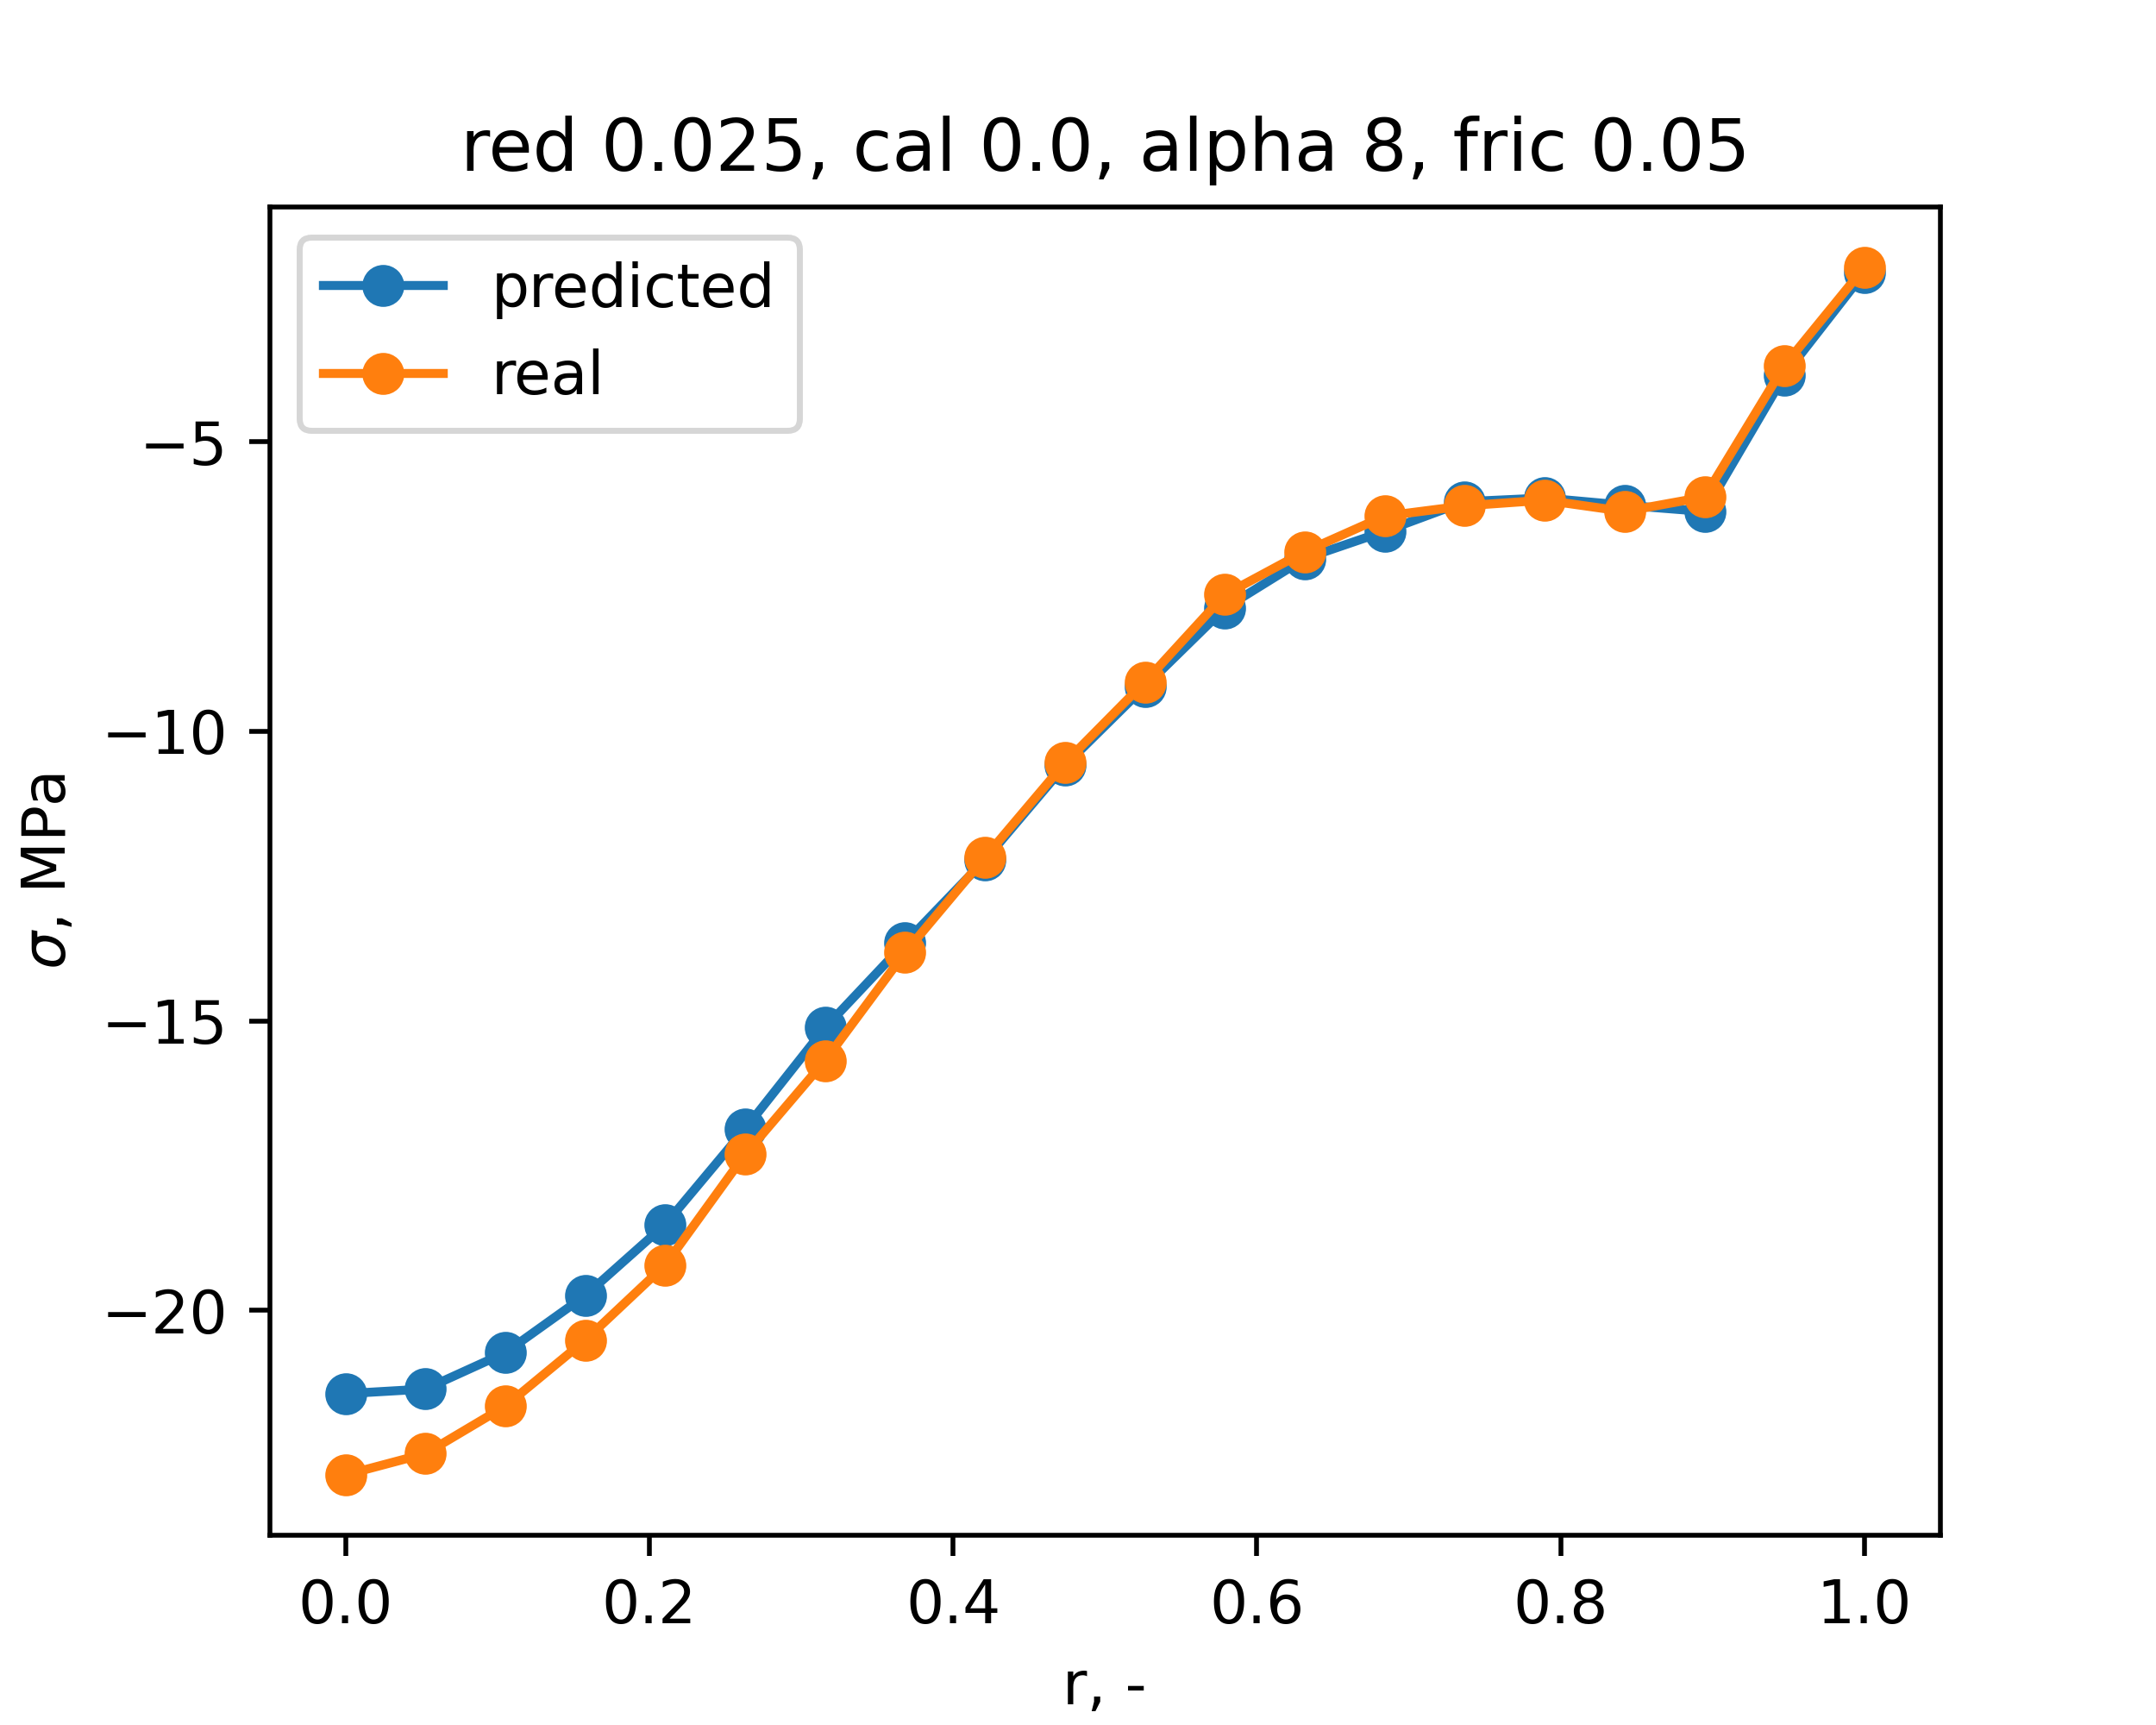 red 0.025, cal 0.0, alpha 8, fric 0.05
predicted
real
−5
−10
−15
−20
σ, MPa
0.0 0.2 0.4 0.6 0.8 1.0
r, -